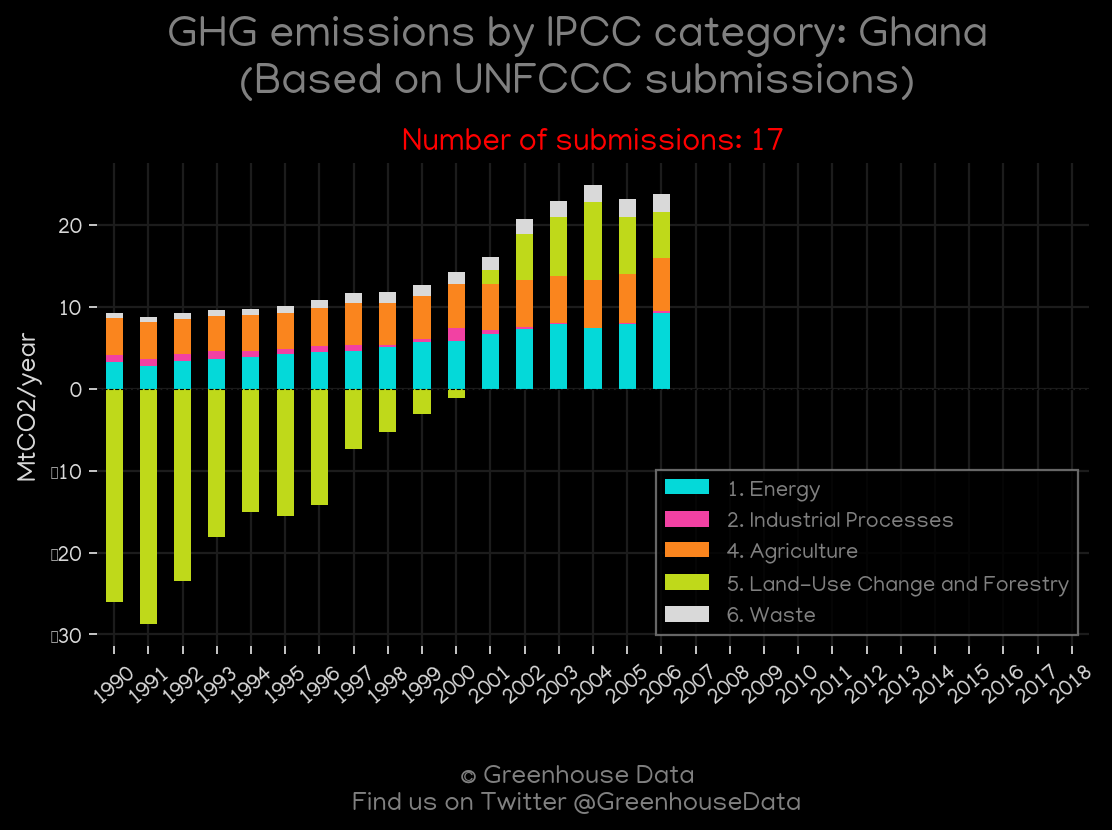 GHG emissions by IPCC category: Ghana
(Based on UNFCCC submissions)
Number of submissions: 17
MtCO2/year
20
10
0
▯10
▯20
▯30
1. Energy
2. Industrial Processes
4. Agriculture
5. Land-Use Change and Forestry
6. Waste
1990 1991 1992 1993 1994 1995 1996 1997 1998 1999 2000 2001 2002 2003 2004 2005 2006 2007 2008 2009 2010 2011 2012 2013 2014 2015 2016 2017 2018
© Greenhouse Data
Find us on Twitter @GreenhouseData